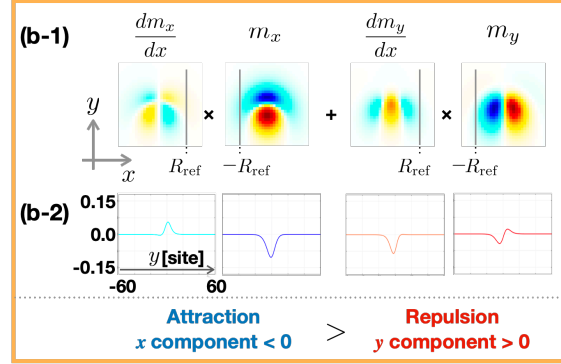 (b-1) dm_x/dx m_x dm_y/dx m_y
y × + ×
x R_ref −R_ref R_ref −R_ref
(b-2) 0.15
0.0
-0.15 y[site]
-60 60
Attraction > Repulsion
x component < 0 y component > 0